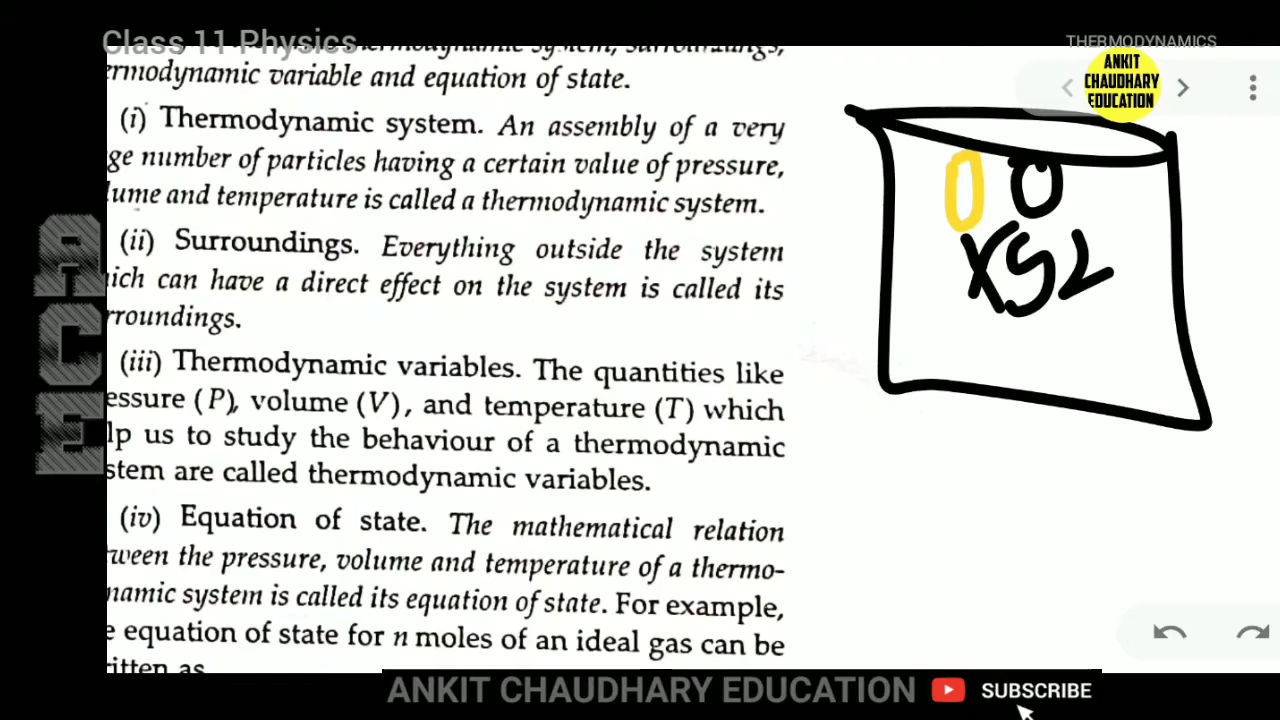 Class 11 Physics
THERMODYNAMICS
ANKIT
CHAUDHARY
EDUCATION
ermodynamic variable and equation of state.
(i) Thermodynamic system. An assembly of a very
ge number of particles having a certain value of pressure,
lume and temperature is called a thermodynamic system.
(ii) Surroundings. Everything outside the system
ich can have a direct effect on the system is called its
rroundings.
(iii) Thermodynamic variables. The quantities like
essure (P), volume (V), and temperature (T) which
lp us to study the behaviour of a thermodynamic
stem are called thermodynamic variables.
(iv) Equation of state. The mathematical relation
tween the pressure, volume and temperature of a thermo-
namic system is called its equation of state. For example,
e equation of state for n moles of an ideal gas can be
ritten as
ACE
ANKIT CHAUDHARY EDUCATION
SUBSCRIBE